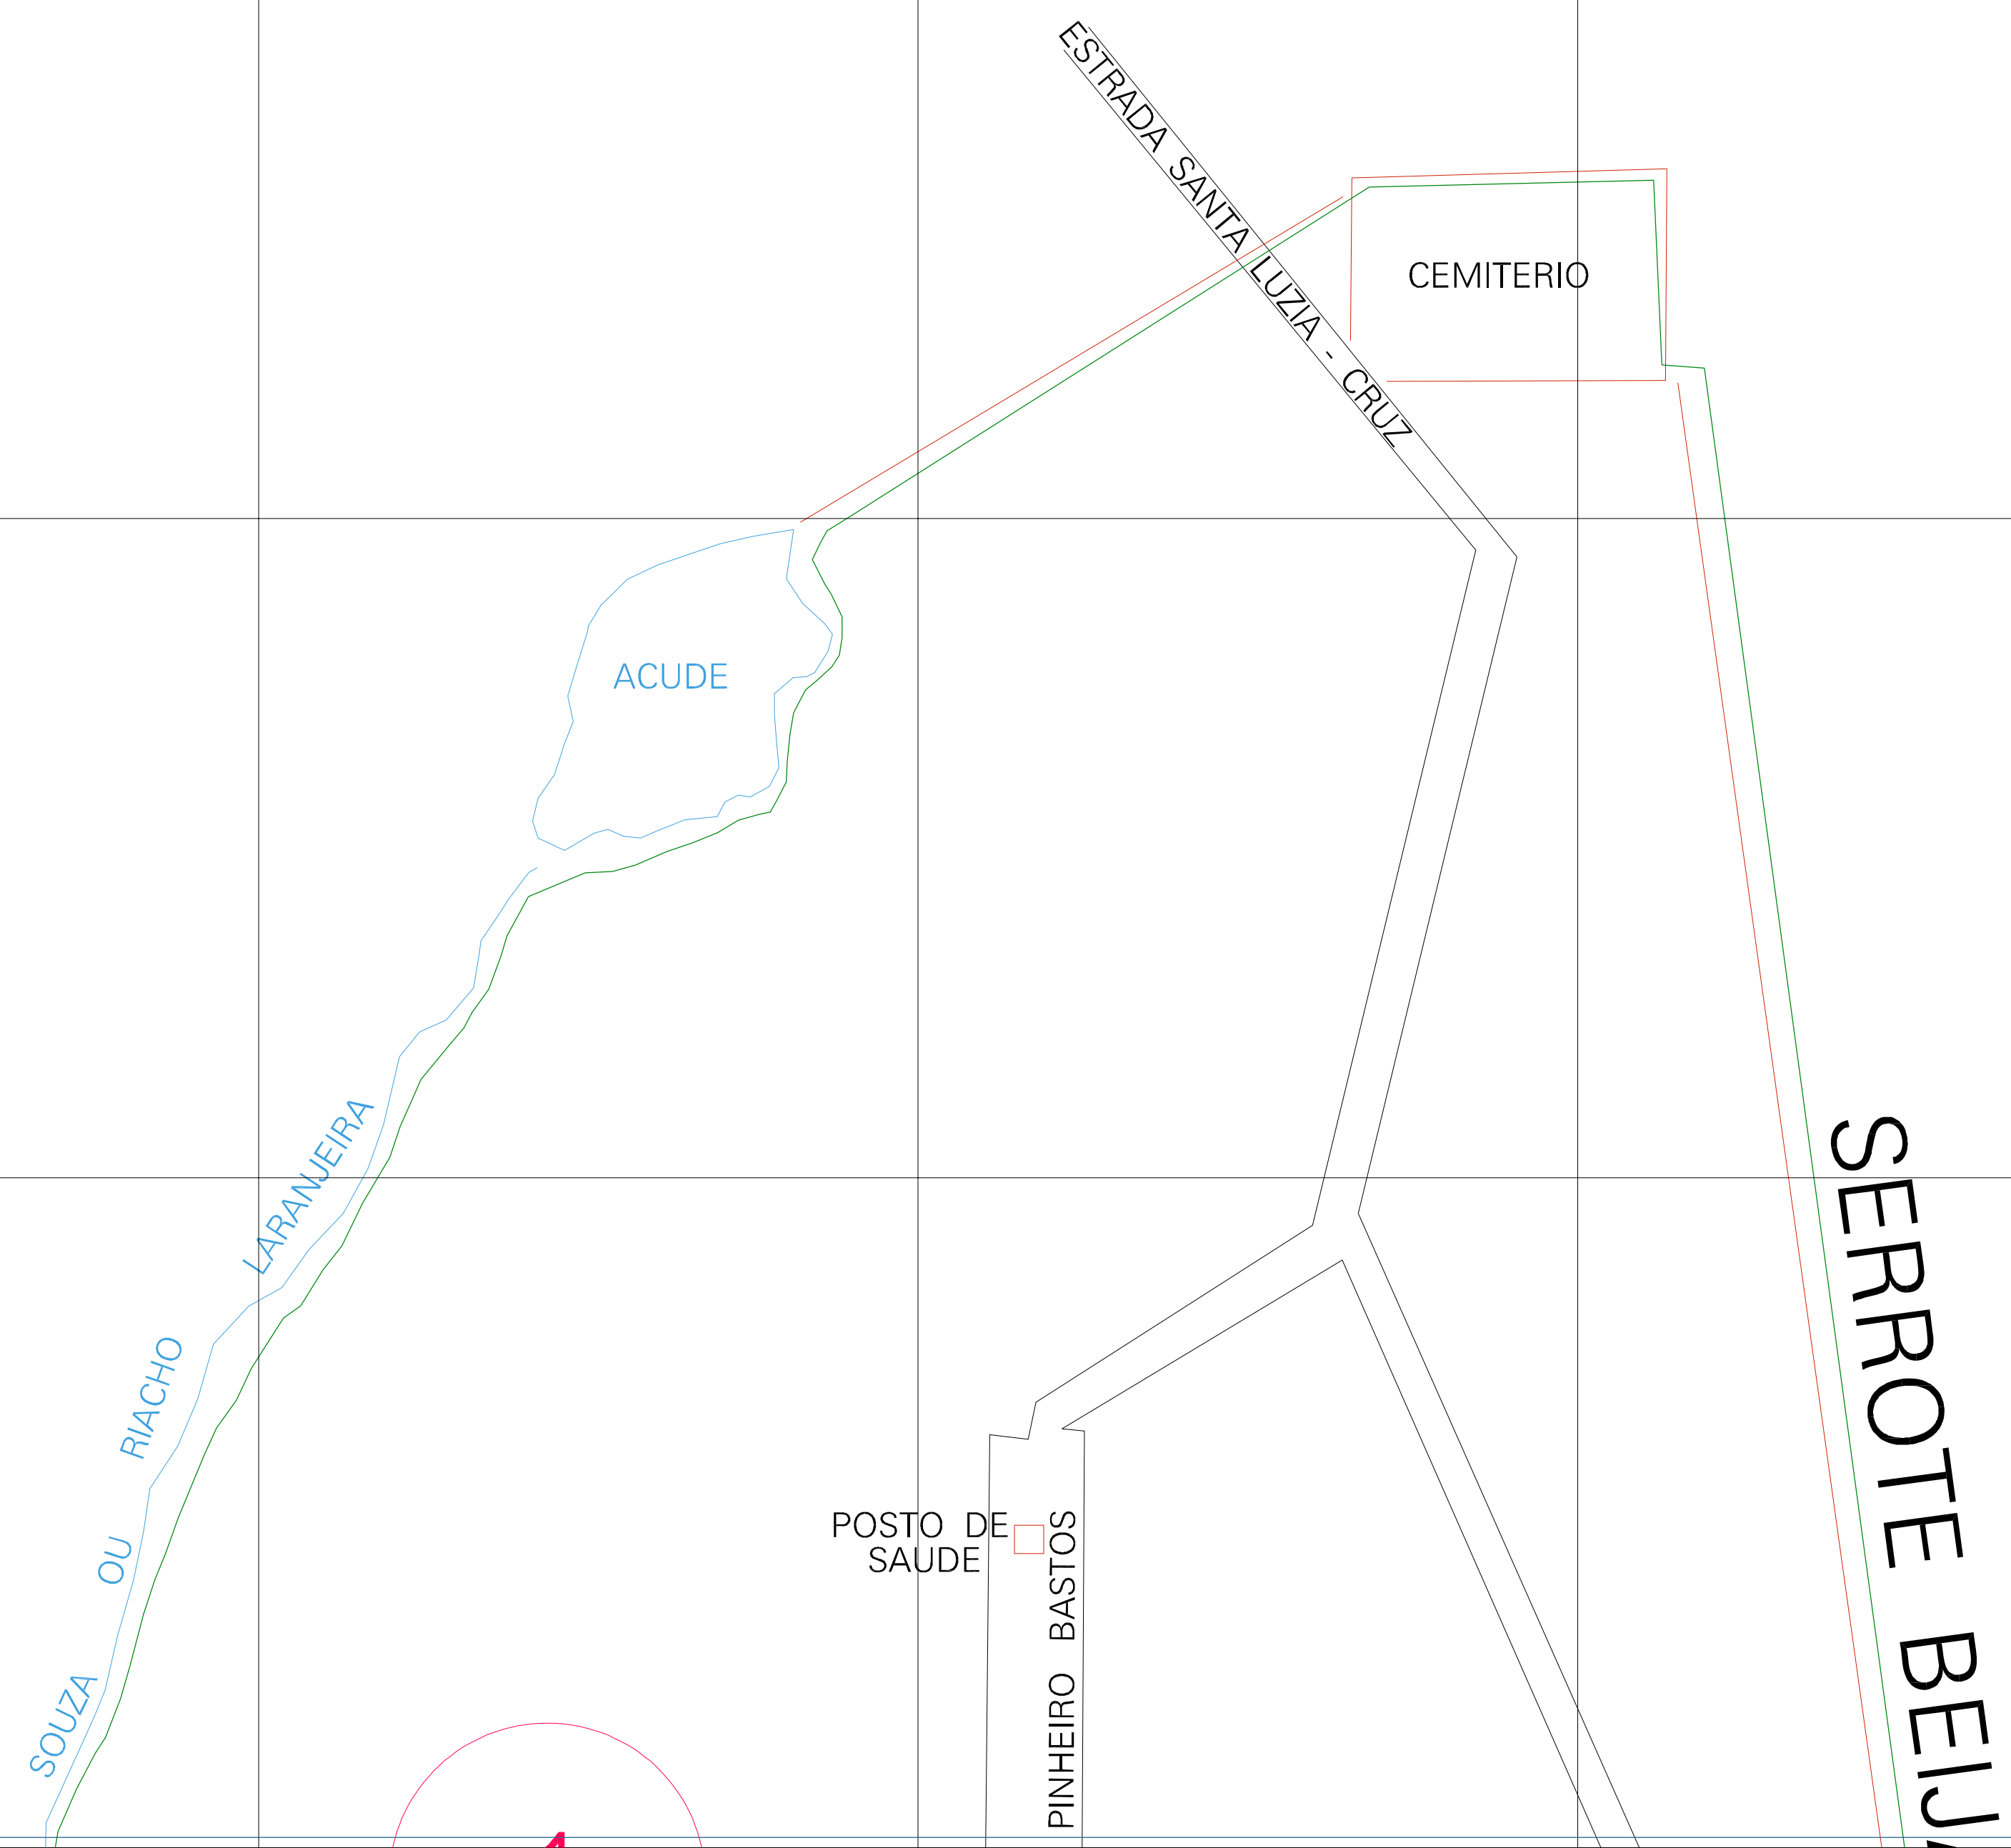 ESTRADA SANTA LUZIA - CRUZ
CEMITERIO
ACUDE
SOUZA OU RIACHO LARANJEIRA
SERROTE
POSTO DE
SAUDE
PINHEIRO BASTOS